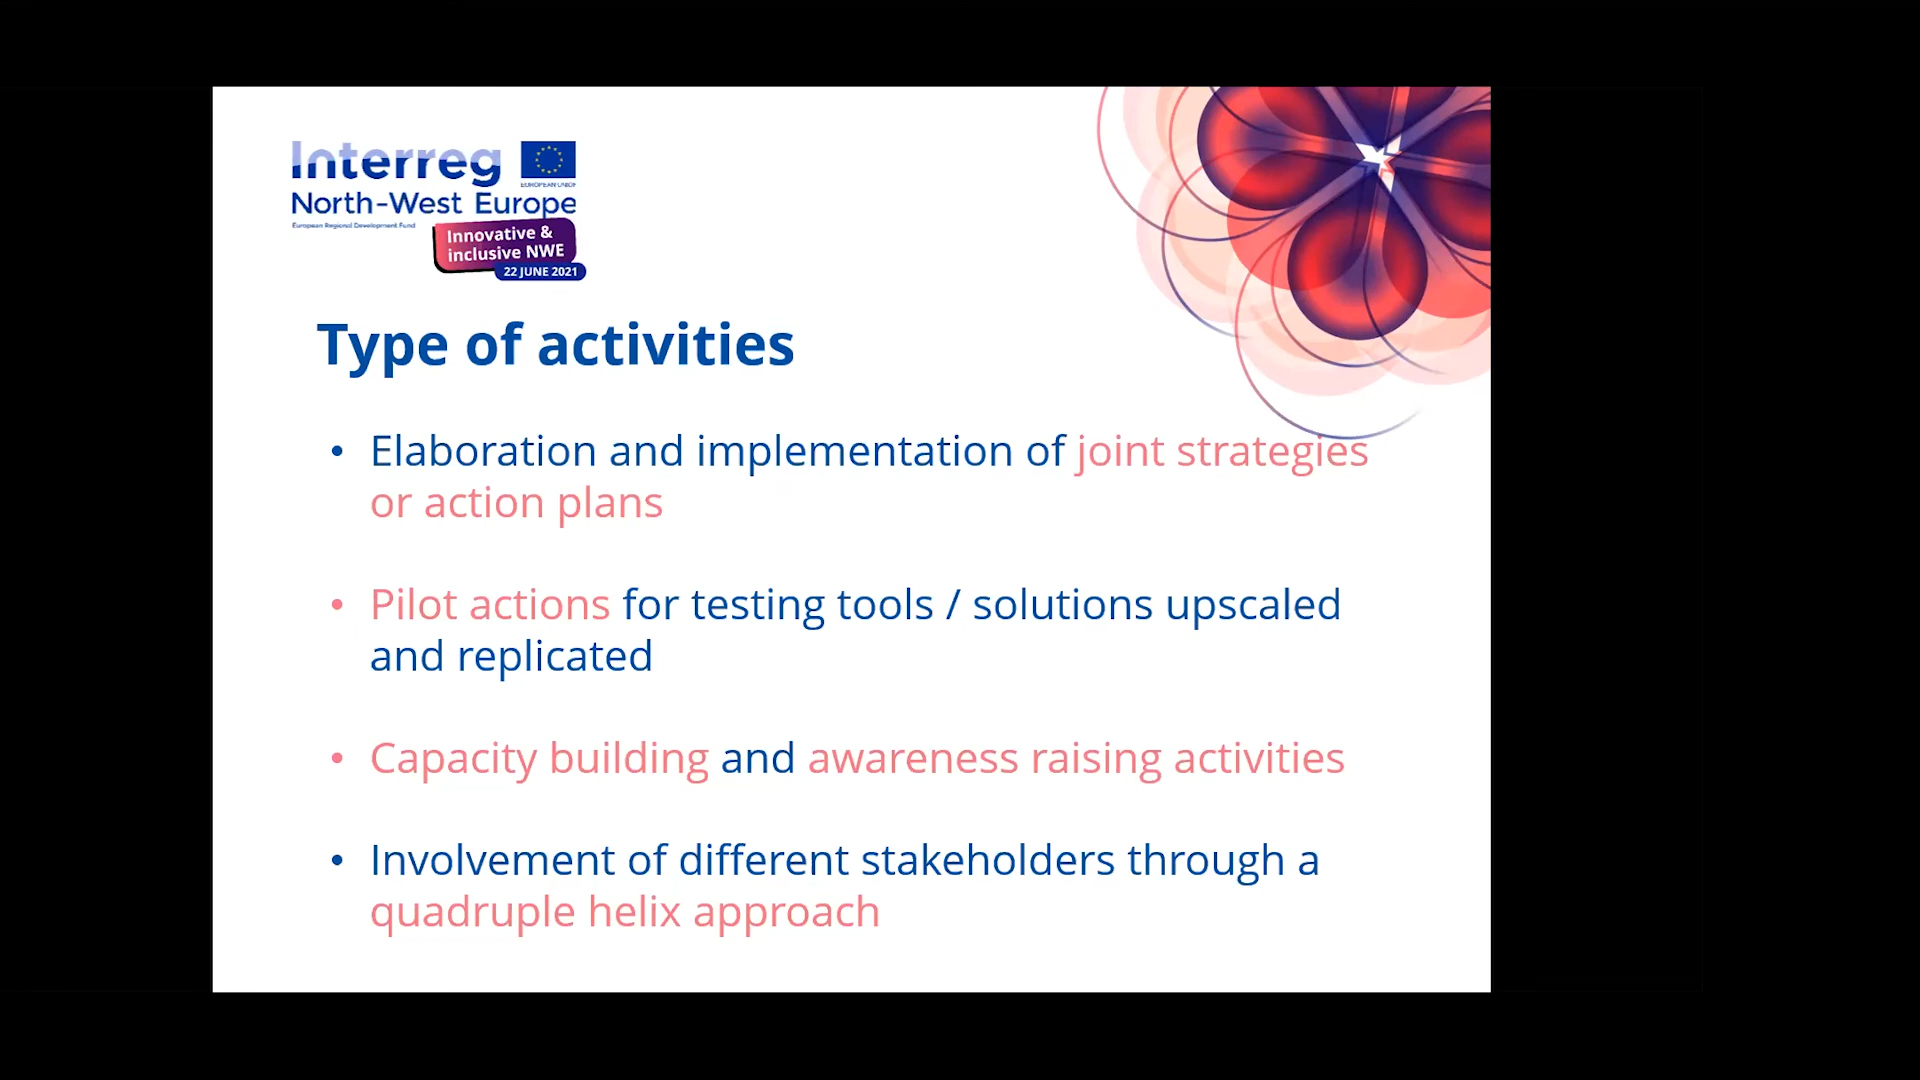 Interreg
EUROPEAN UNION
North-West Europe
European Regional Development Fund
Innovative &
inclusive NWE
22 JUNE 2021
Type of activities
• Elaboration and implementation of joint strategies
or action plans
• Pilot actions for testing tools / solutions upscaled
and replicated
• Capacity building and awareness raising activities
• Involvement of different stakeholders through a
quadruple helix approach